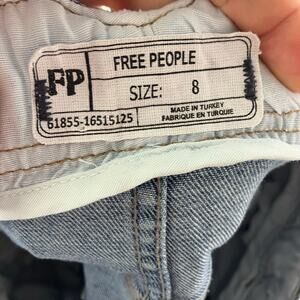 FP
FREE PEOPLE
SIZE: 8
61855-16515125
MADE IN TURKEY
FABRIQUE EN TURQUIE